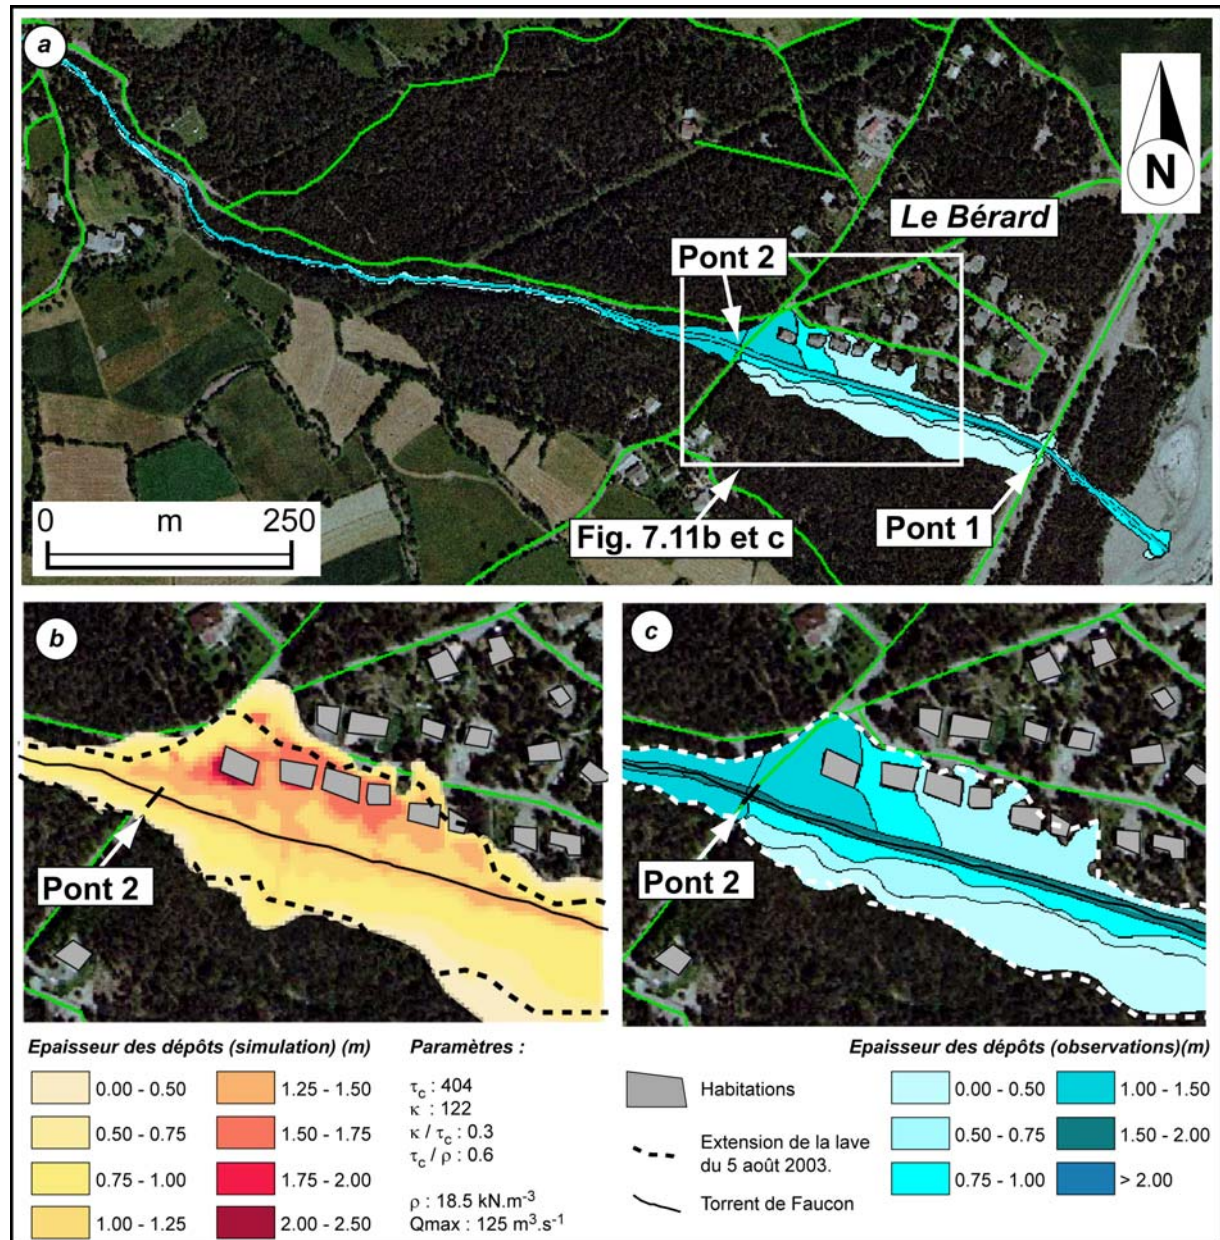 a
N
Le Bérard
Pont 2
Fig. 7.11b et c
Pont 1
0 m 250
b
Pont 2
c
Pont 2
Epaisseur des dépôts (simulation) (m)
0.00 - 0.50
0.50 - 0.75
0.75 - 1.00
1.00 - 1.25
1.25 - 1.50
1.50 - 1.75
1.75 - 2.00
2.00 - 2.50
Paramètres :
τc : 404
κ : 122
κ / τc : 0.3
τc / ρ : 0.6
ρ : 18.5 kN.m-3
Qmax : 125 m3.s-1
Habitations
Extension de la lave
du 5 août 2003.
Torrent de Faucon
Epaisseur des dépôts (observations)(m)
0.00 - 0.50
0.50 - 0.75
0.75 - 1.00
1.00 - 1.50
1.50 - 2.00
> 2.00